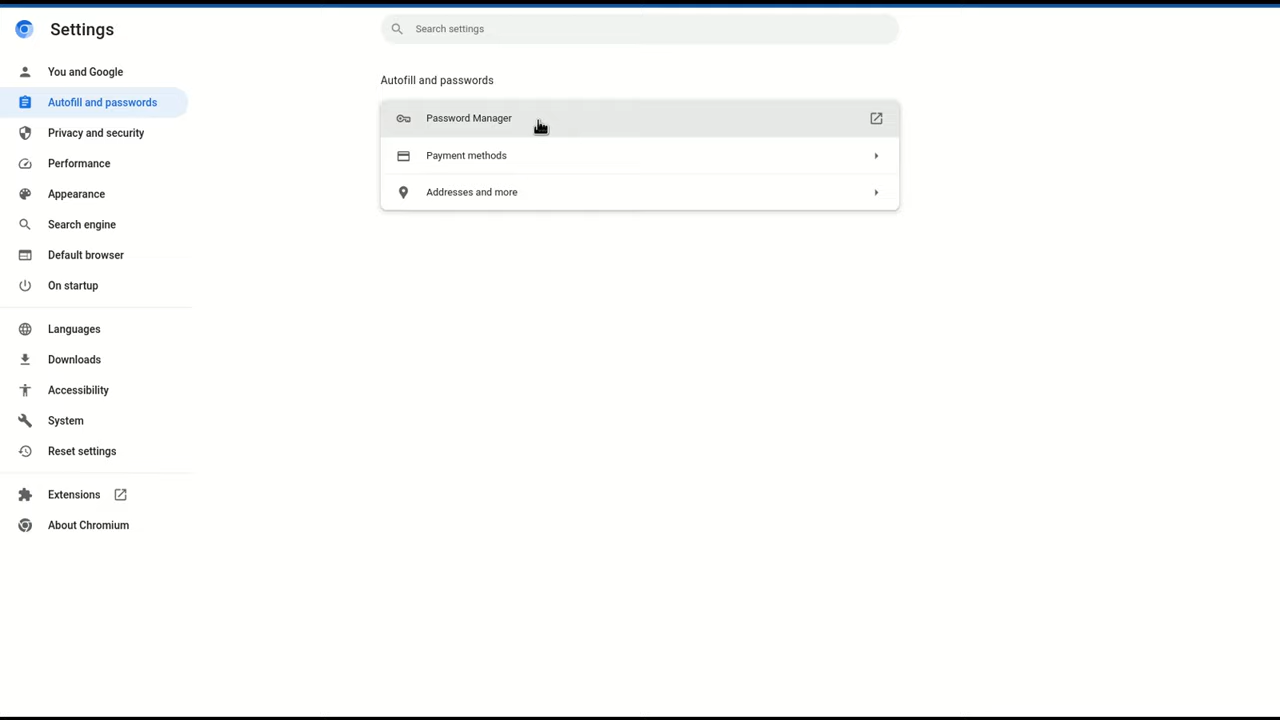 Settings
Search settings
You and Google
Autofill and passwords
Privacy and security
Performance
Appearance
Search engine
Default browser
On startup
Languages
Downloads
Accessibility
System
Reset settings
Extensions
About Chromium
Autofill and passwords
Password Manager
Payment methods
Addresses and more